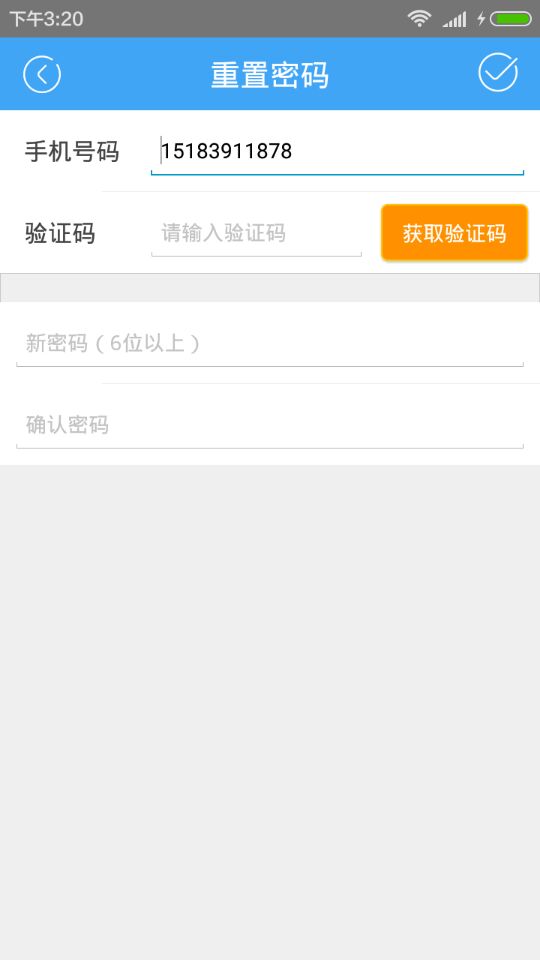 下午3:20
重置密码
手机号码 15183911878
验证码 请输入验证码 获取验证码
新密码（6位以上）
确认密码